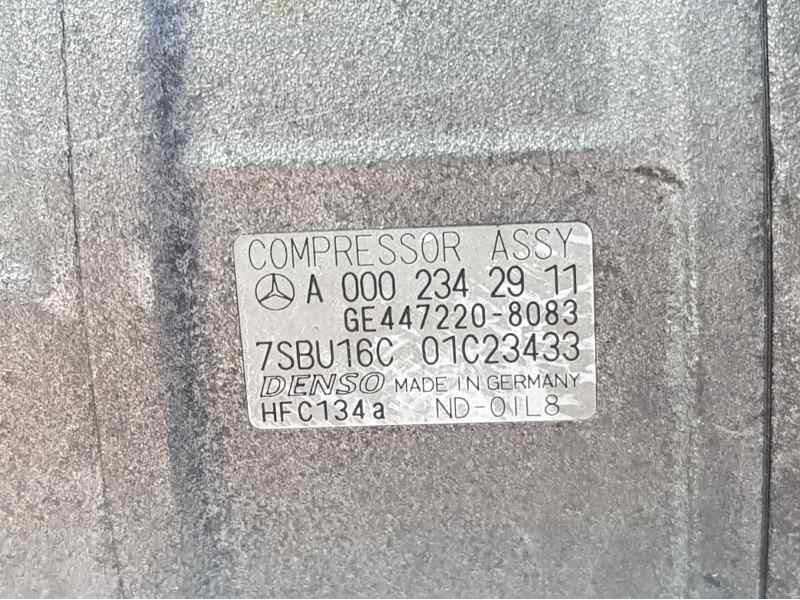 COMPRESSOR ASSY
A 000 234 29 11
GE447220-8083
7SBU16C 01C23433
DENSO MADE IN GERMANY
HFC134a ND-OIL8